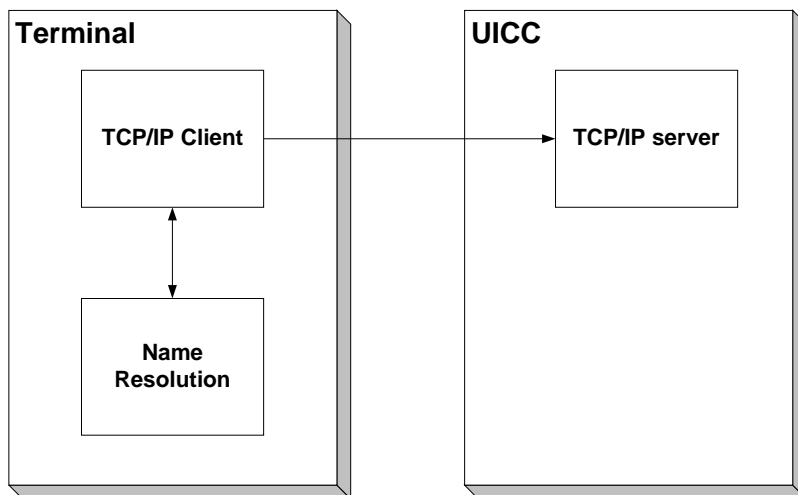 Terminal
UICC
TCP/IP Client
TCP/IP server
Name
Resolution